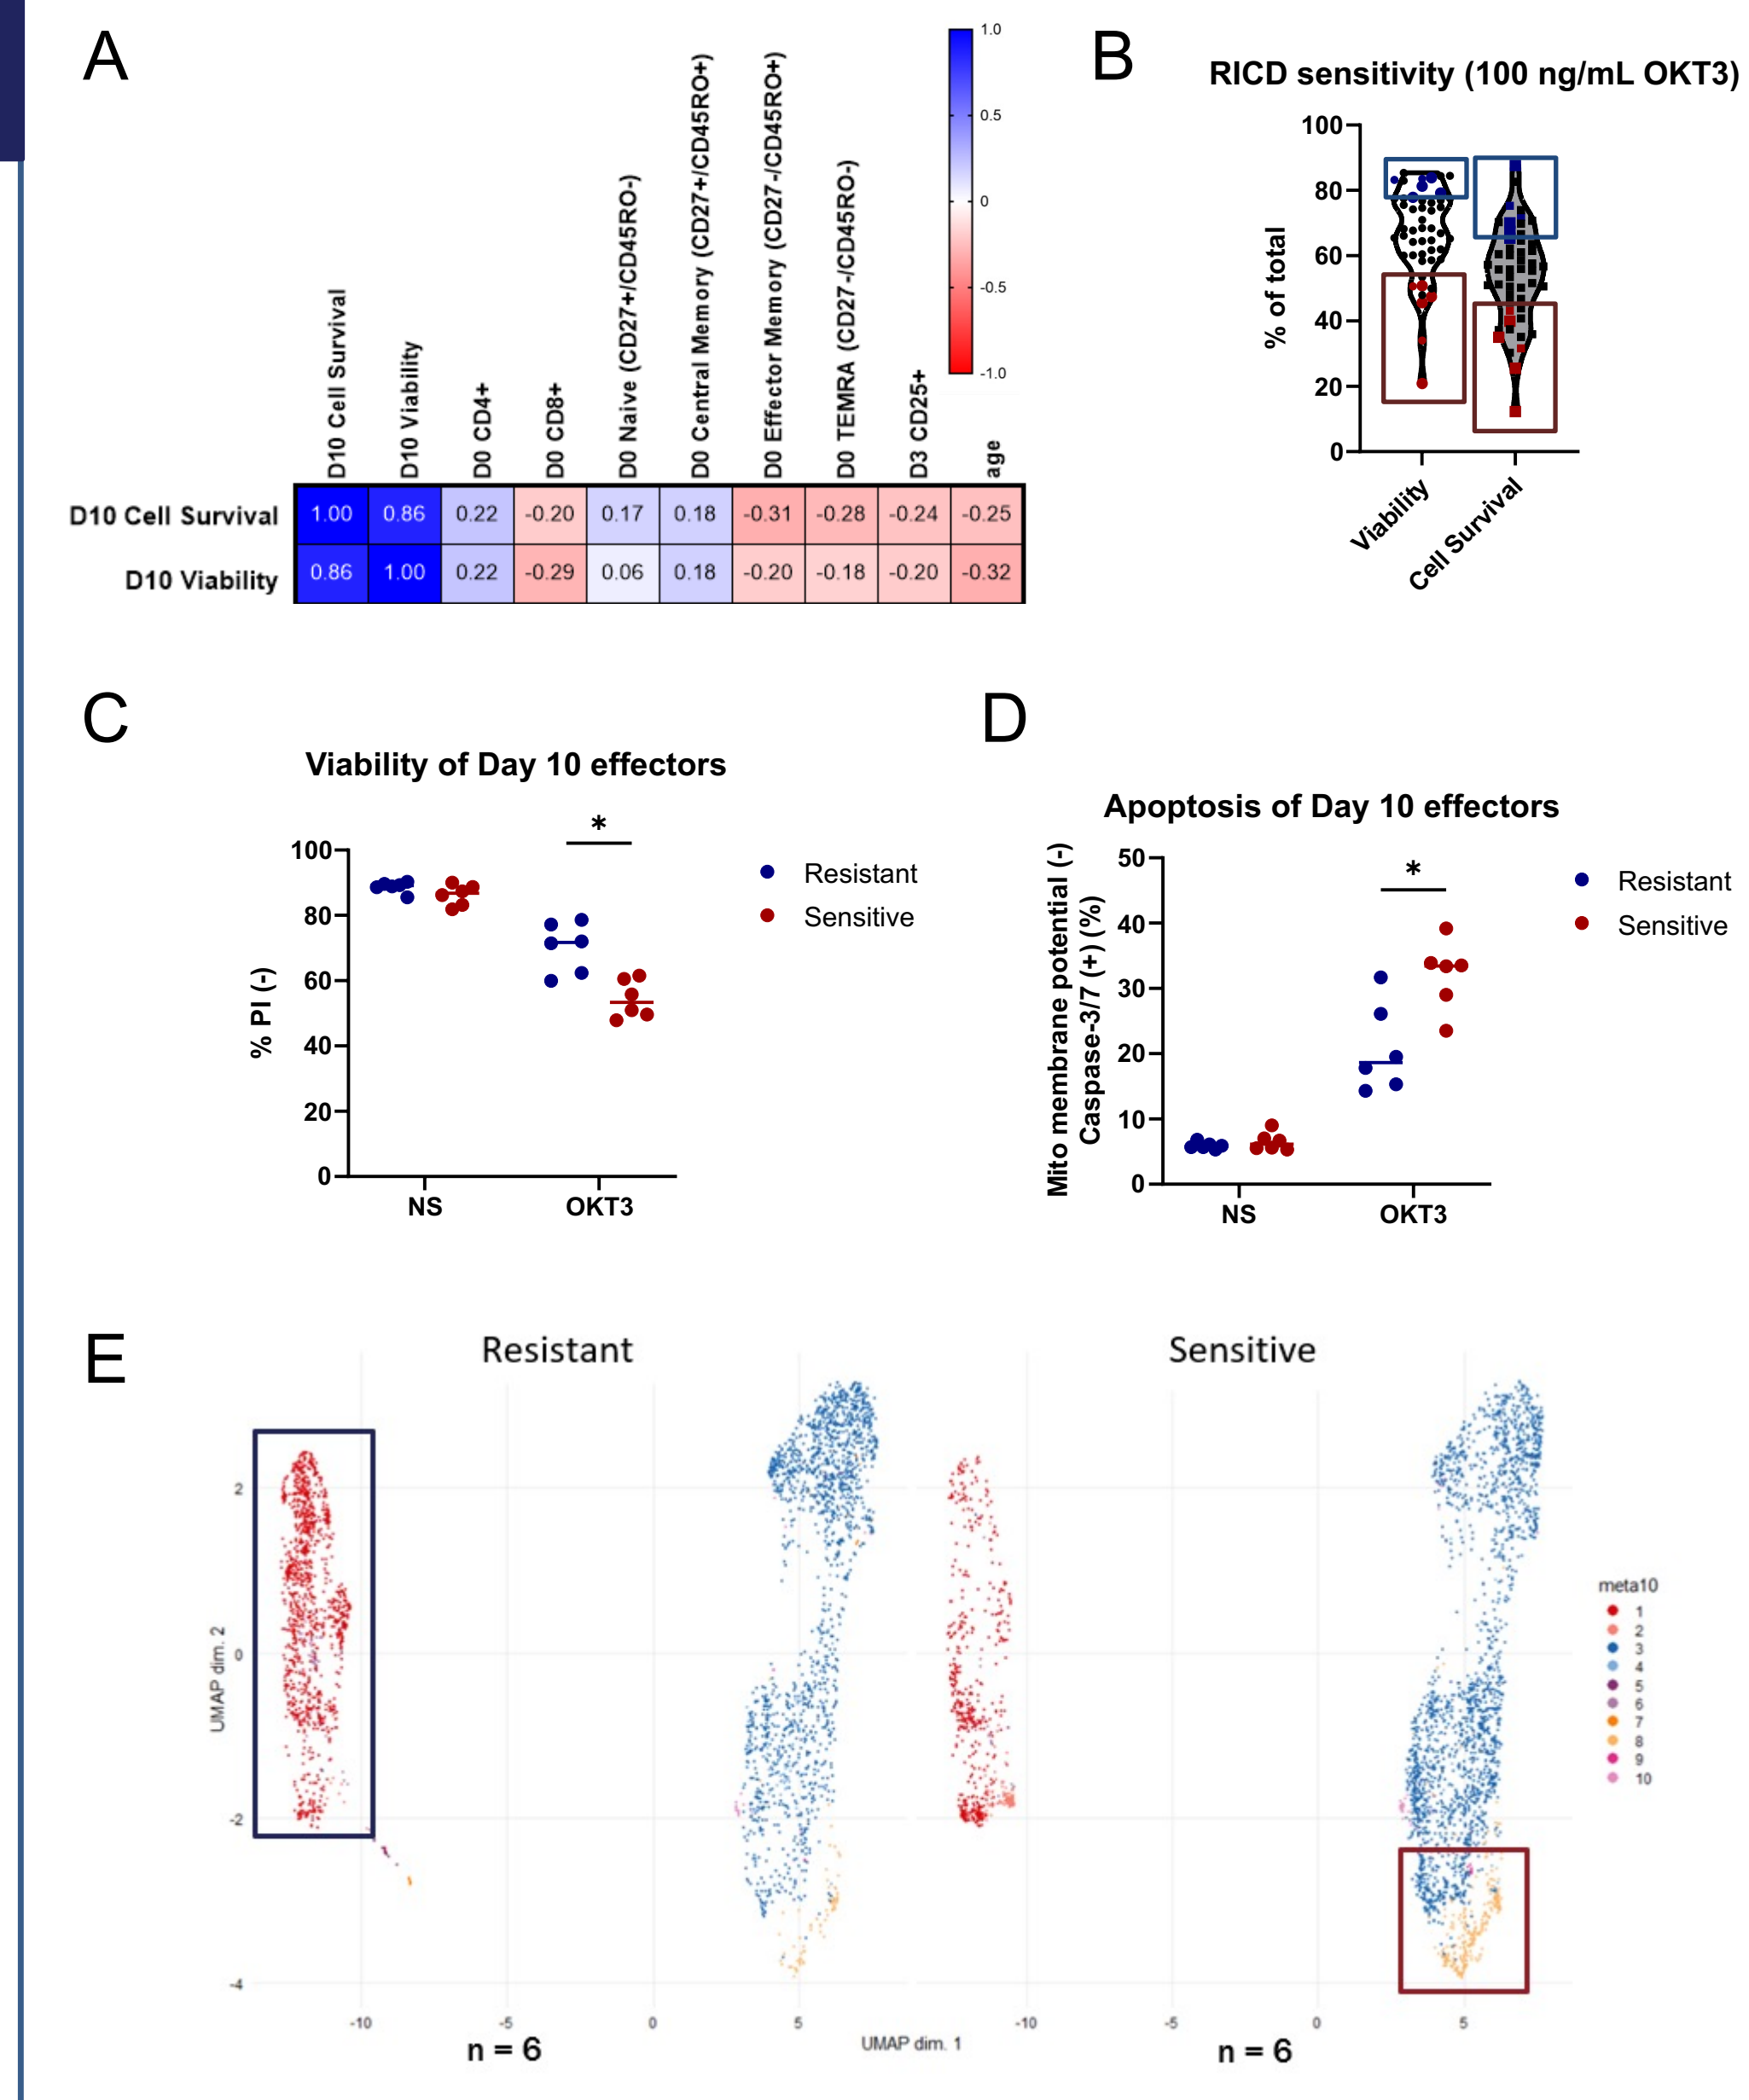 A
D10 Cell Survival
D10 Viability
D0 CD4+
D0 CD8+
D0 Naive (CD27+/CD45RO-)
D0 Central Memory (CD27+/CD45RO+)
D0 Effector Memory (CD27-/CD45RO+)
D0 TEMRA (CD27-/CD45RO-)
D3 CD25+
age
1.0
0.5
0
-0.5
-1.0
D10 Cell Survival 1.00 0.86 0.22 -0.20 0.17 0.18 -0.31 -0.28 -0.24 -0.25
D10 Viability 0.86 1.00 0.22 -0.29 0.06 0.18 -0.20 -0.18 -0.20 -0.32
B
RICD sensitivity (100 ng/mL OKT3)
% of total
100
80
60
40
20
0
Viability
Cell Survival
C
Viability of Day 10 effectors
*
% PI (-)
100
80
60
40
20
0
NS OKT3
Resistant
Sensitive
D
Apoptosis of Day 10 effectors
*
Mito membrane potential (-)
Caspase-3/7 (+) (%)
50
40
30
20
10
0
NS OKT3
Resistant
Sensitive
E
Resistant Sensitive
UMAP dim. 2
2
0
-2
-4
-10 -5 0 5 -10 -5 0 5
UMAP dim. 1
n = 6 n = 6
meta10
1
2
3
4
5
6
7
8
9
10